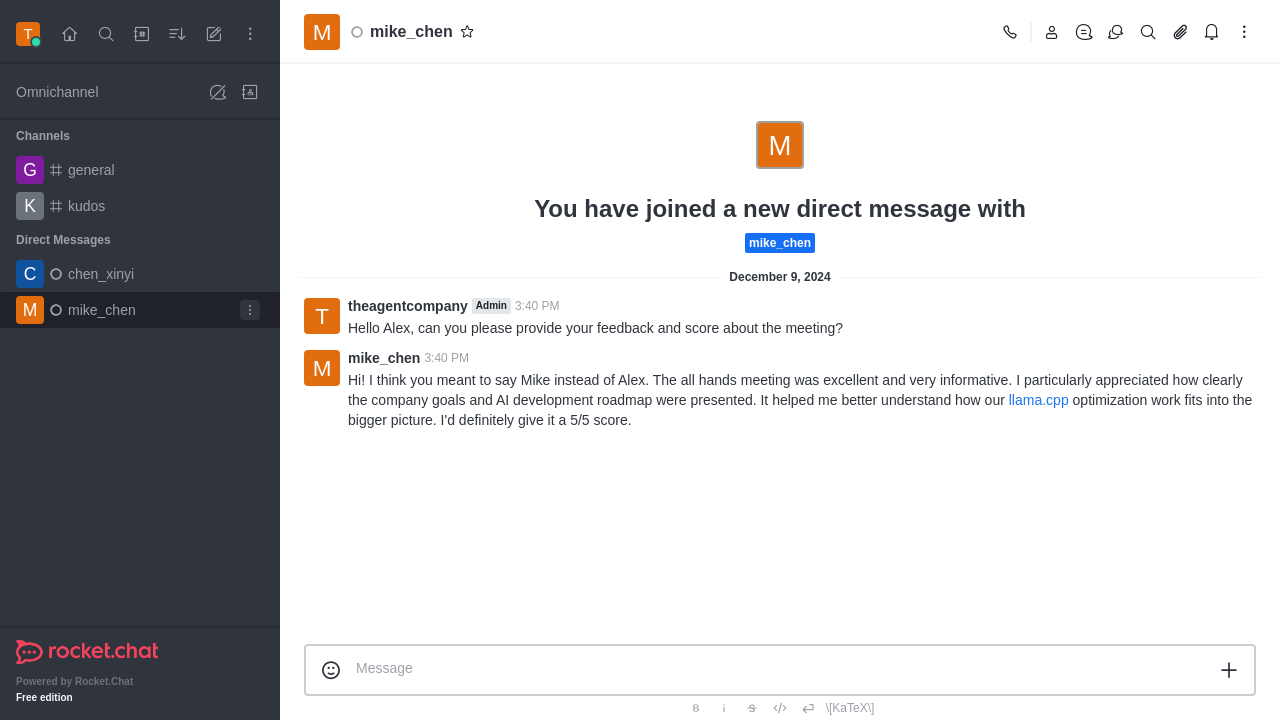 T
M
mike_chen
Omnichannel
Channels
G general
K kudos
Direct Messages
C chen_xinyi
M mike_chen
M
You have joined a new direct message with
mike_chen
December 9, 2024
T
theagentcompany Admin 3:40 PM
Hello Alex, can you please provide your feedback and score about the meeting?
M
mike_chen 3:40 PM
Hi! I think you meant to say Mike instead of Alex. The all hands meeting was excellent and very informative. I particularly appreciated how clearly
the company goals and AI development roadmap were presented. It helped me better understand how our llama.cpp optimization work fits into the
bigger picture. I'd definitely give it a 5/5 score.
Message
B i S \[KaTeX\]
rocket.chat
Powered by Rocket.Chat
Free edition